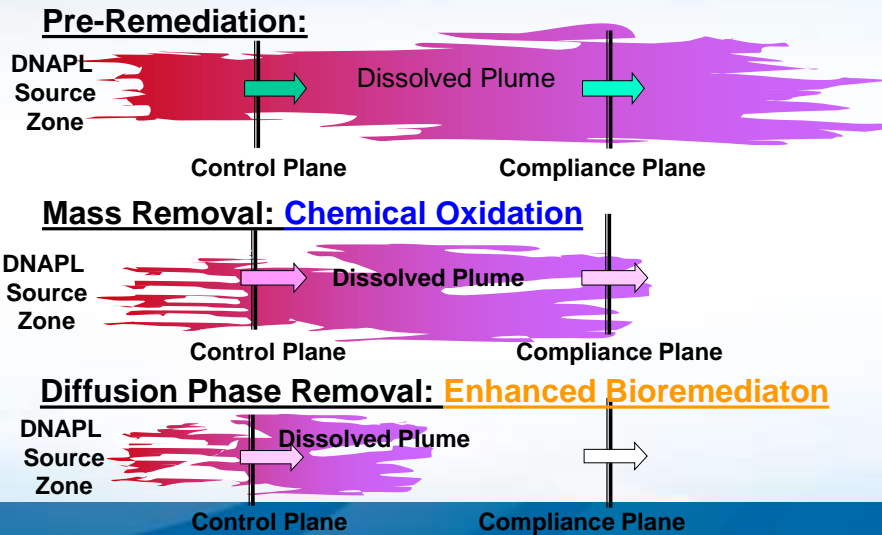 Pre-Remediation:
DNAPL
Source
Zone
Dissolved Plume
Control Plane
Compliance Plane
Mass Removal: Chemical Oxidation
DNAPL
Source
Zone
Dissolved Plume
Control Plane
Compliance Plane
Diffusion Phase Removal: Enhanced Bioremediaton
DNAPL
Source
Zone
Dissolved Plume
Control Plane
Compliance Plane